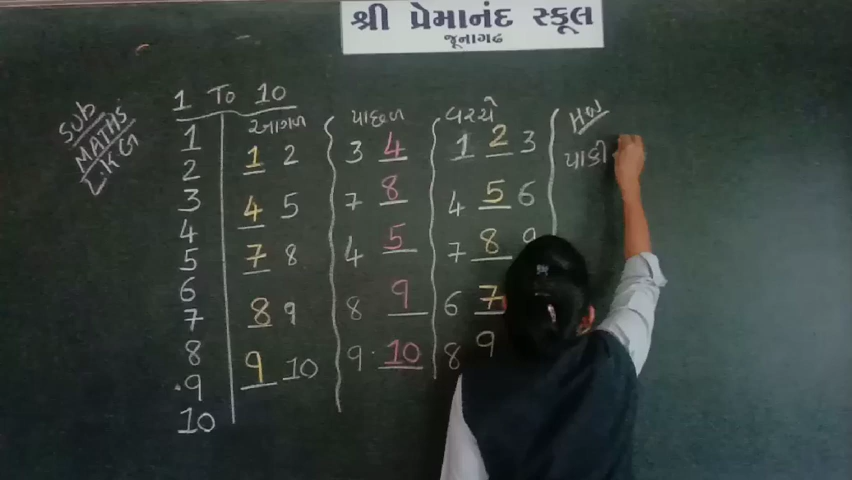 શ્રી પ્રેમાનંદ સ્કૂલ
જૂનાગઢ
Sub
MATHS
L.K.G
1 To 10
1
2
3
4
5
6
7
8
9
10
આગળ
1 2
4 5
7 8
8 9
9 10
પાછળ
3 4
7 8
4 5
8 9
9 10
વચ્ચે
1 2 3
4 5 6
7 8 9
6 7
8 9
પાકી